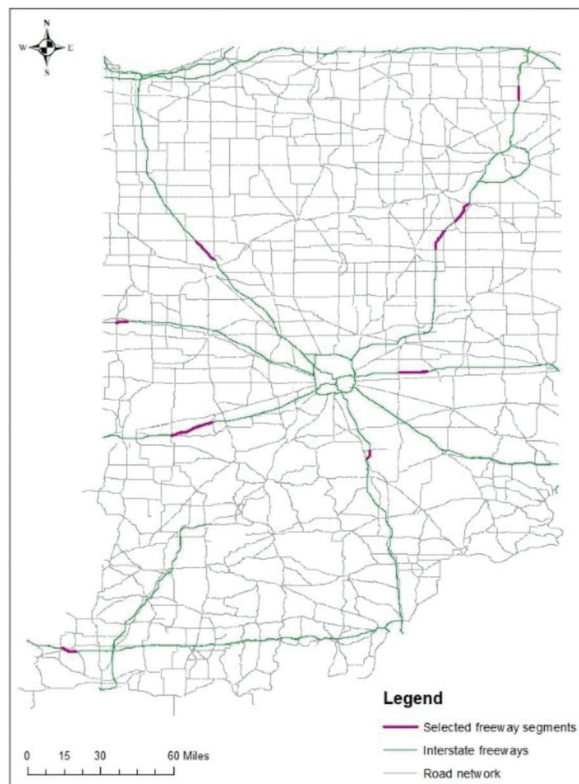 N
W E
S
Legend
Selected freeway segments
Interstate freeways
Road network
0 15 30 60 Miles